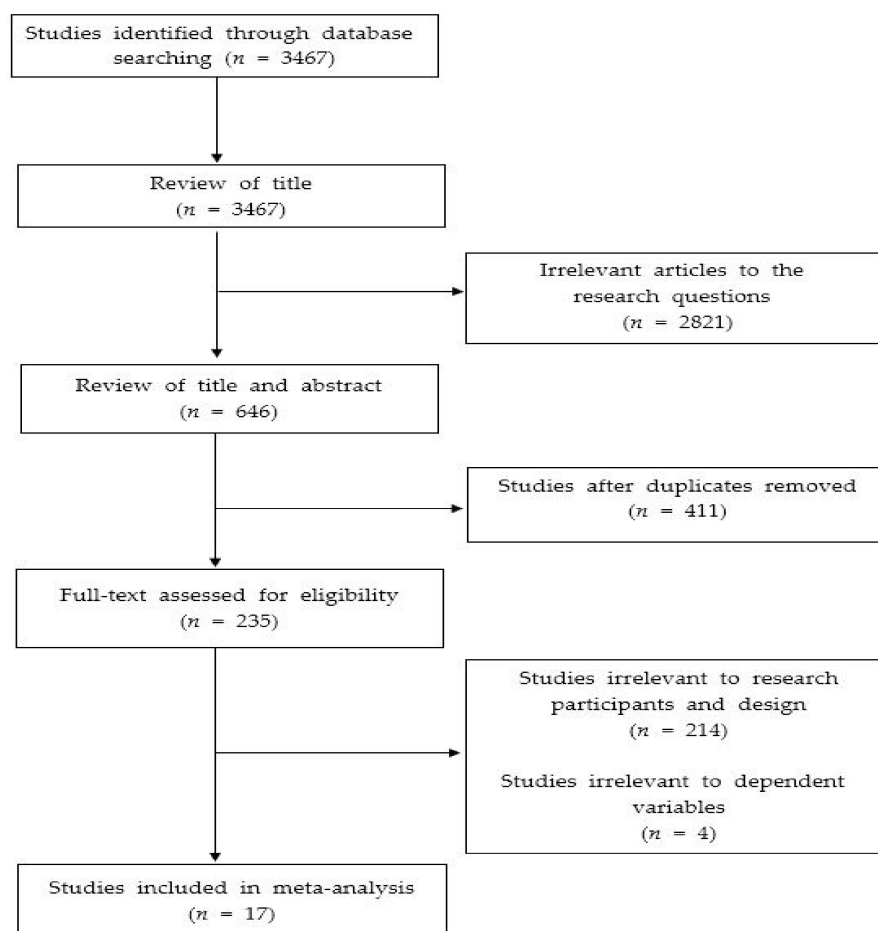 Studies identified through database
searching (n = 3467)
Review of title
(n = 3467)
Irrelevant articles to the
research questions
(n = 2821)
Review of title and abstract
(n = 646)
Studies after duplicates removed
(n = 411)
Full-text assessed for eligibility
(n = 235)
Studies irrelevant to research
participants and design
(n = 214)
Studies irrelevant to dependent
variables
(n = 4)
Studies included in meta-analysis
(n = 17)